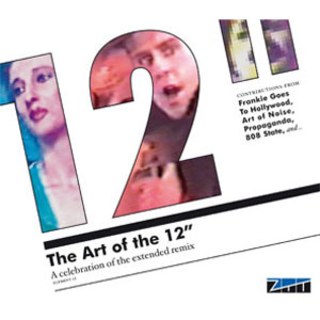 12"
CONTRIBUTIONS FROM
Frankie Goes
To Hollywood,
Art of Noise,
Propaganda,
808 State, and...
The Art of the 12"
A celebration of the extended remix
ZTT